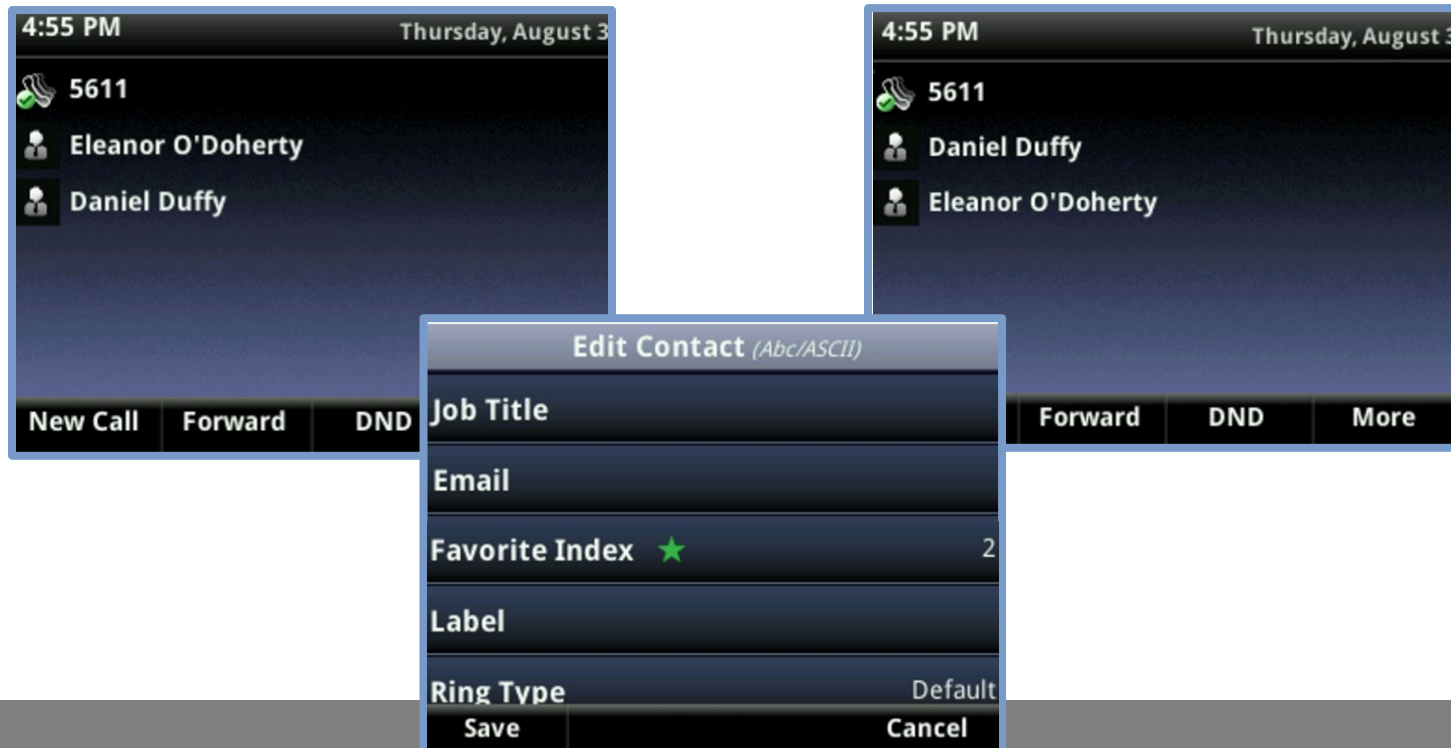 4:55 PM Thursday, August 3
5611
Eleanor O'Doherty
Daniel Duffy
New Call Forward DND
4:55 PM Thursday, August 3
5611
Daniel Duffy
Eleanor O'Doherty
Forward DND More
Edit Contact (Abc/ASCII)
Job Title
Email
Favorite Index ★ 2
Label
Ring Type Default
Save Cancel